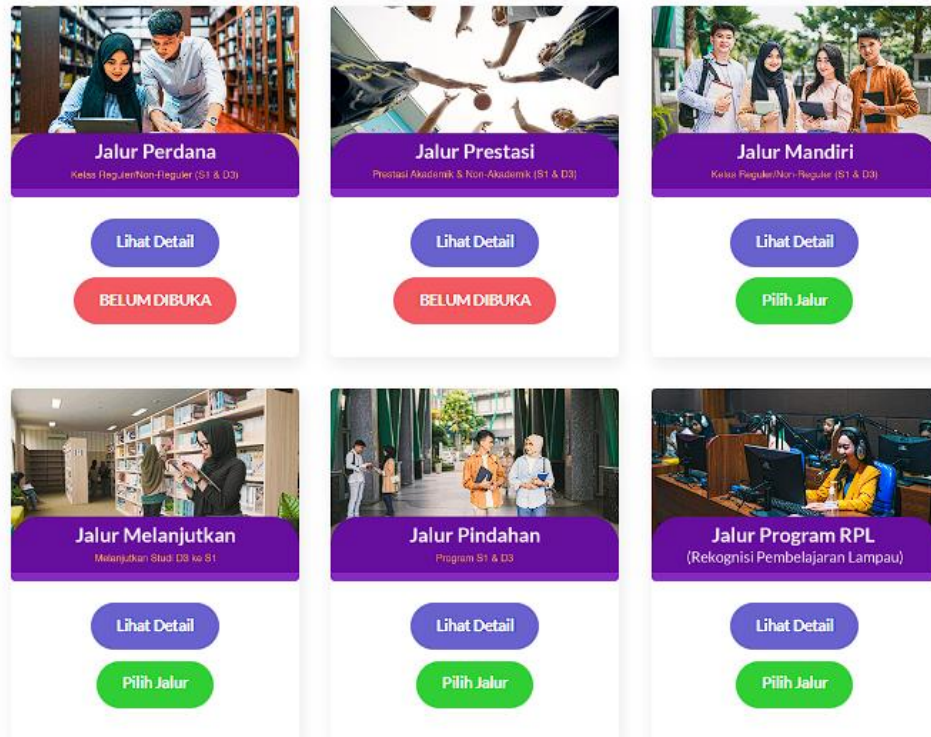 Jalur Perdana
Kelas Reguler/Non-Reguler (S1 & D3)
Lihat Detail
BELUM DIBUKA
Jalur Prestasi
Prestasi Akademik & Non-Akademik (S1 & D3)
Lihat Detail
BELUM DIBUKA
Jalur Mandiri
Kelas Reguler/Non-Reguler (S1 & D3)
Lihat Detail
Pilih Jalur
Jalur Melanjutkan
Melanjutkan Studi D3 ke S1
Lihat Detail
Pilih Jalur
Jalur Pindahan
Program S1 & D3
Lihat Detail
Pilih Jalur
Jalur Program RPL
(Rekognisi Pembelajaran Lampau)
Lihat Detail
Pilih Jalur